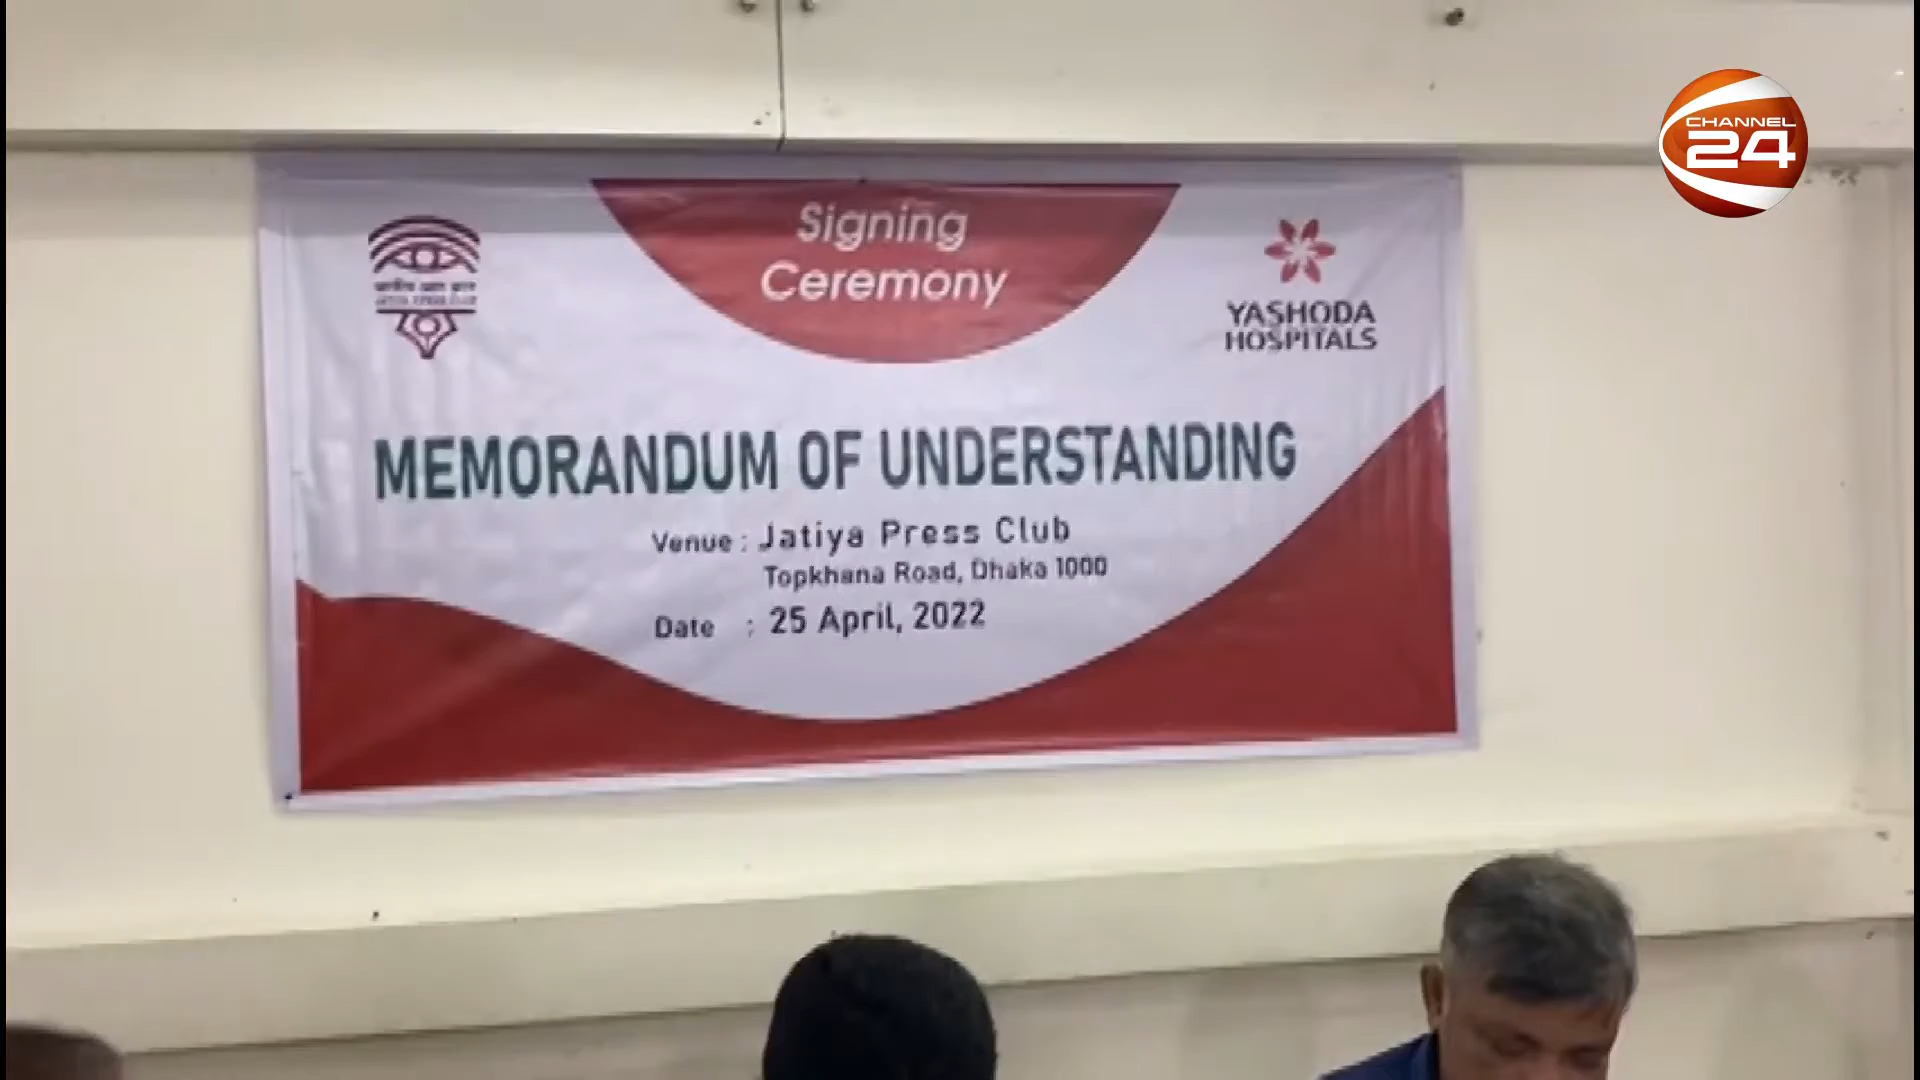 CHANNEL
24
Signing
Ceremony
YASHODA
HOSPITALS
MEMORANDUM OF UNDERSTANDING
Venue : Jatiya Press Club
Topkhana Road, Dhaka 1000
Date : 25 April, 2022